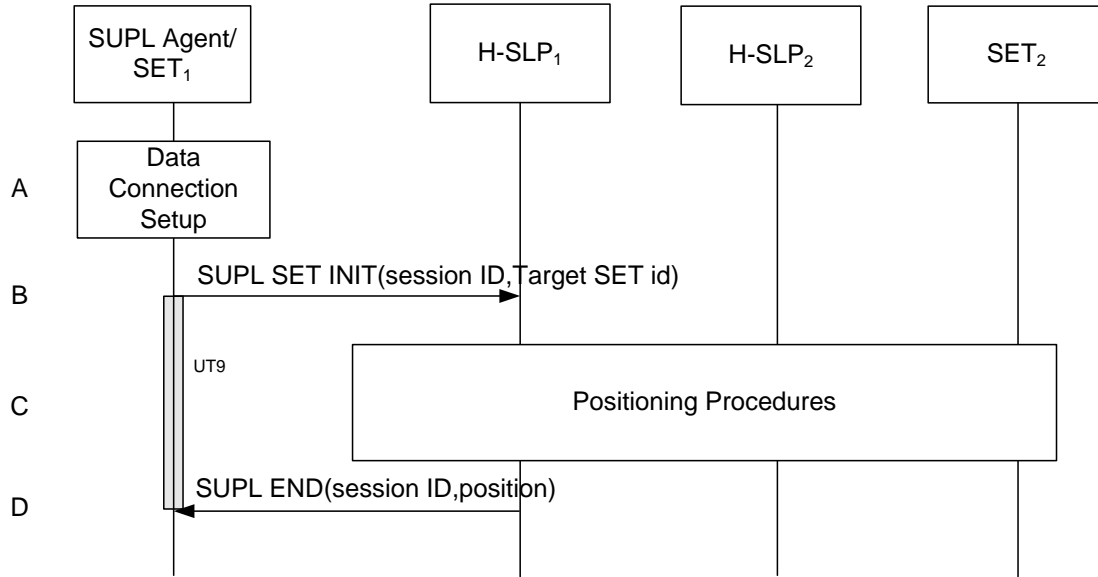 SUPL Agent/
SET₁
H-SLP₁
H-SLP₂
SET₂
A
Data
Connection
Setup
B
SUPL SET INIT(session ID,Target SET id)
UT9
C
Positioning Procedures
D
SUPL END(session ID,position)